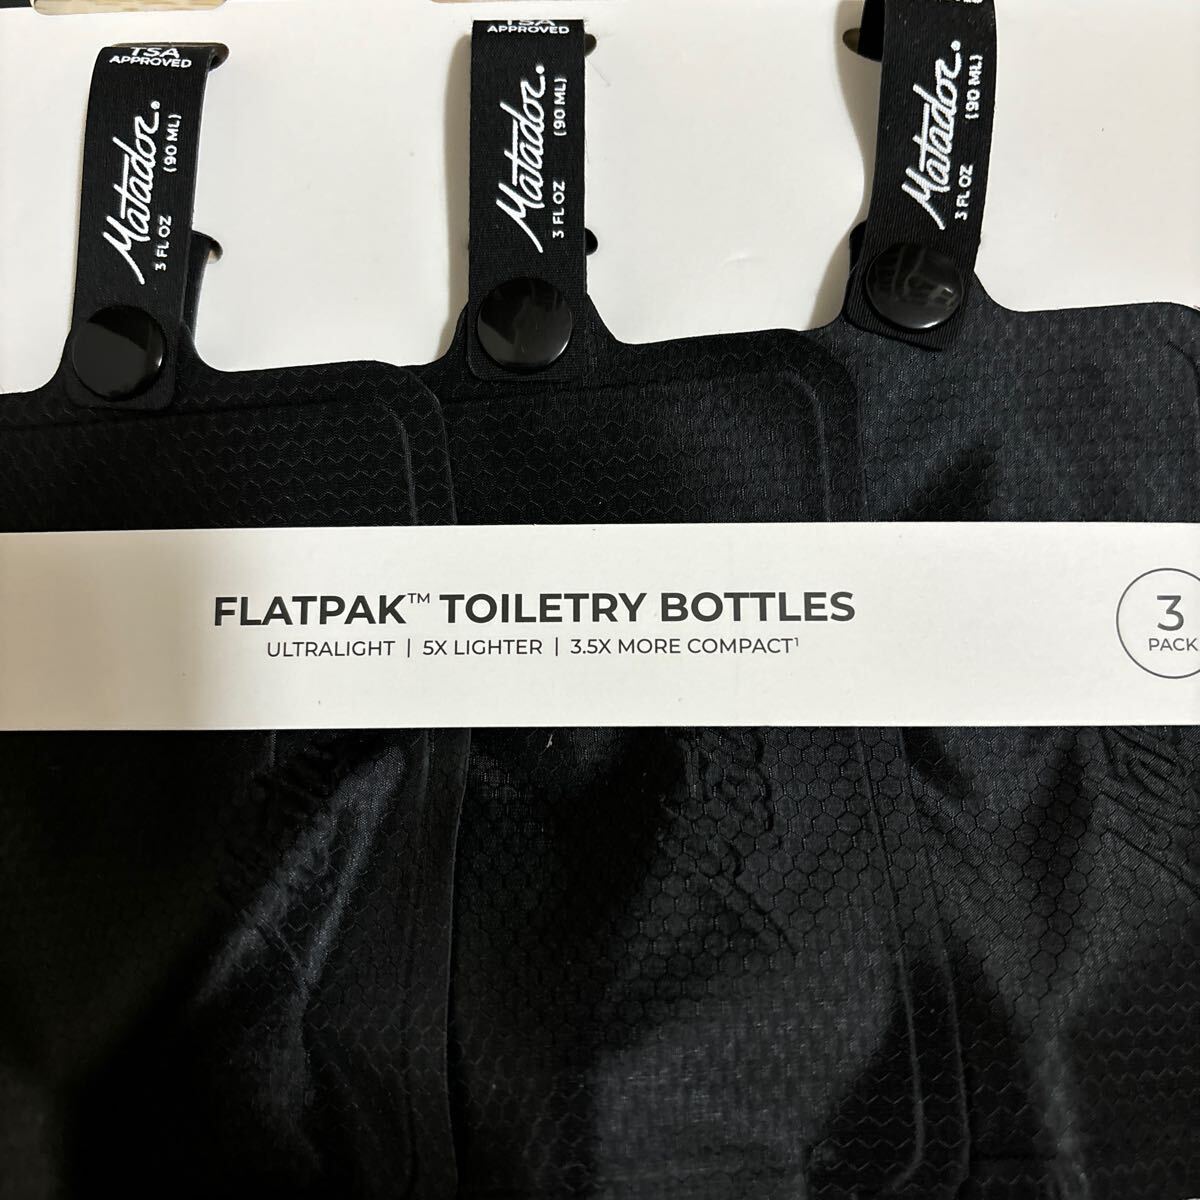 TSA
APPROVED
Matador.
3 FL OZ (90 ML)
TSA
APPROVED
Matador.
3 FL OZ (90 ML)
Matador.
3 FL OZ (90 ML)
FLATPAK™ TOILETRY BOTTLES
ULTRALIGHT | 5X LIGHTER | 3.5X MORE COMPACT¹
3
PACK